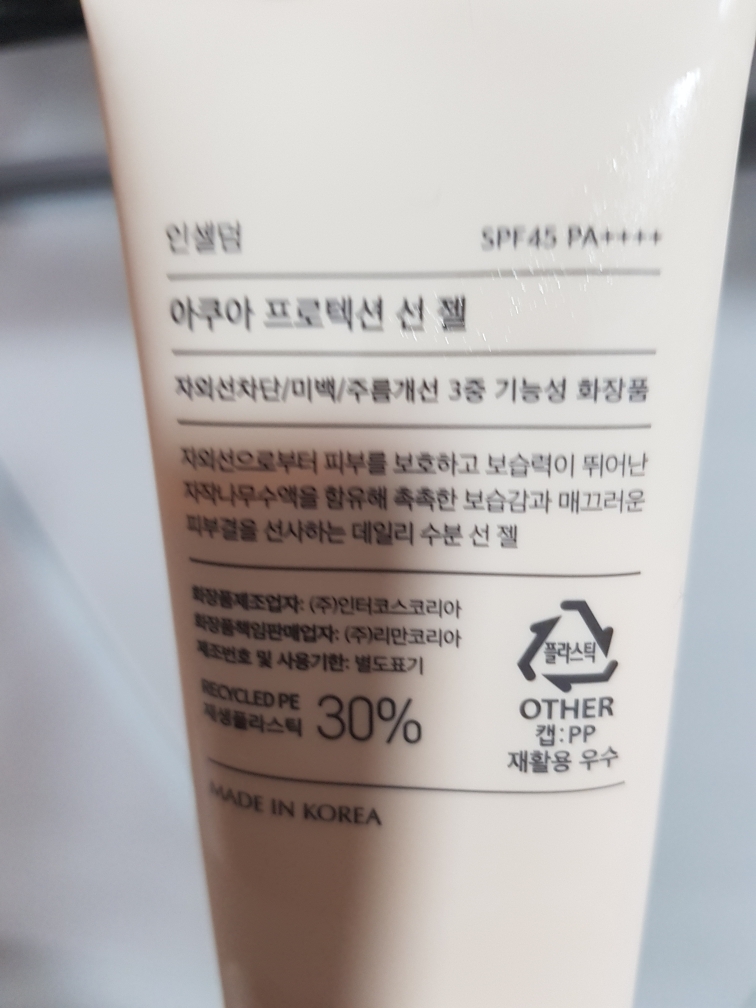 인셀덤
SPF45 PA++++
아쿠아 프로텍션 선 젤
자외선차단/미백/주름개선 3중 기능성 화장품
자외선으로부터 피부를 보호하고 보습력이 뛰어난
자작나무수액을 함유해 촉촉한 보습감과 매끄러운
피부결을 선사하는 데일리 수분 선 젤
화장품제조업자: (주)인터코스코리아
화장품책임판매업자: (주)리만코리아
제조번호 및 사용기한: 별도표기
RECYCLED PE
재생플라스틱
30%
플라스틱
OTHER
캡:PP
재활용 우수
MADE IN KOREA